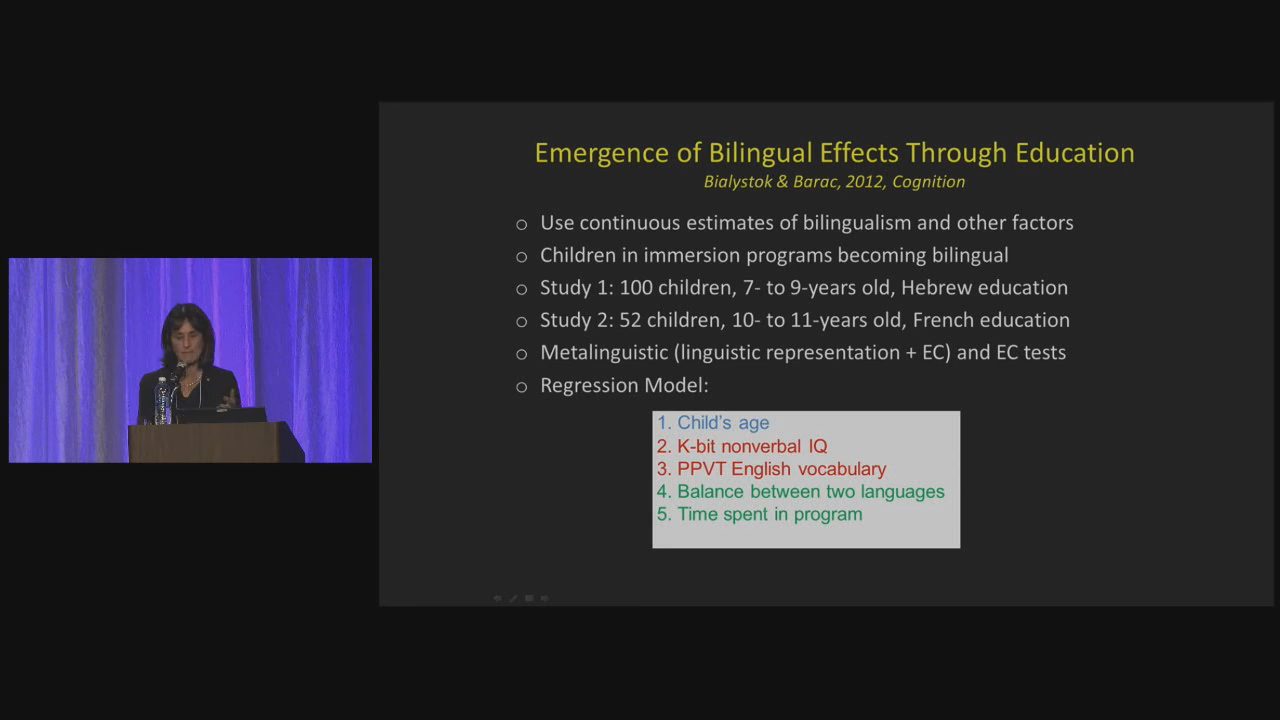 Emergence of Bilingual Effects Through Education
Bialystok & Barac, 2012, Cognition
o Use continuous estimates of bilingualism and other factors
o Children in immersion programs becoming bilingual
o Study 1: 100 children, 7- to 9-years old, Hebrew education
o Study 2: 52 children, 10- to 11-years old, French education
o Metalinguistic (linguistic representation + EC) and EC tests
o Regression Model:
1. Child's age
2. K-bit nonverbal IQ
3. PPVT English vocabulary
4. Balance between two languages
5. Time spent in program